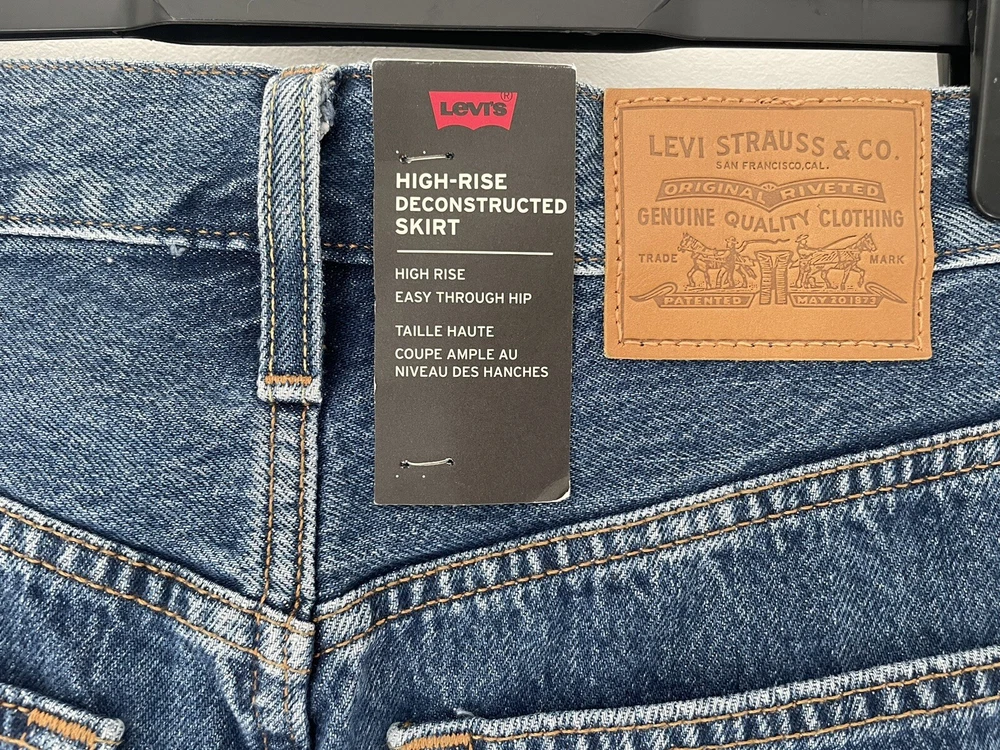 LEVI'S®
HIGH-RISE
DECONSTRUCTED
SKIRT
HIGH RISE
EASY THROUGH HIP
TAILLE HAUTE
COUPE AMPLE AU
NIVEAU DES HANCHES
LEVI STRAUSS & CO.
SAN FRANCISCO, CAL.
ORIGINAL RIVETED
GENUINE QUALITY CLOTHING
TRADE MARK
PATENTED MAY 20 1873